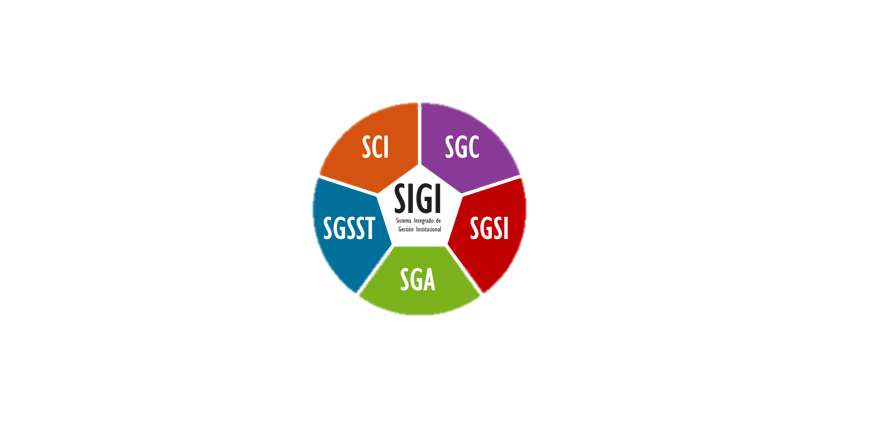 SCI SGC
SIGI
Sistema Integrado de
Gestión Institucional
SGSST SGSI
SGA